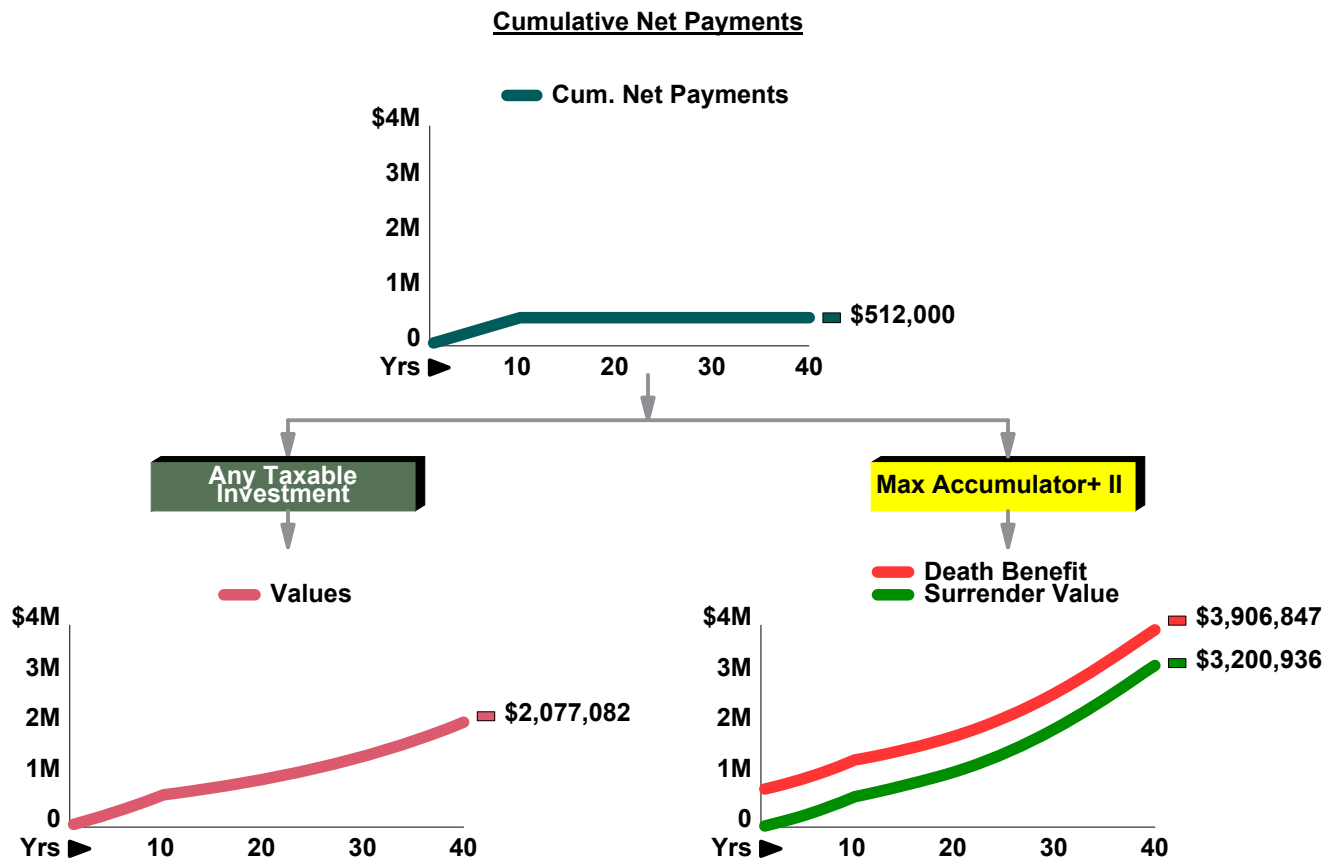 Cumulative Net Payments
Cum. Net Payments
$4M
3M
2M
1M
0
$512,000
Yrs 10 20 30 40
Any Taxable
Investment
Max Accumulator+ II
Values
$4M
3M
2M
1M
0
$2,077,082
Yrs 10 20 30 40
Death Benefit
Surrender Value
$4M
3M
2M
1M
0
$3,906,847
$3,200,936
Yrs 10 20 30 40